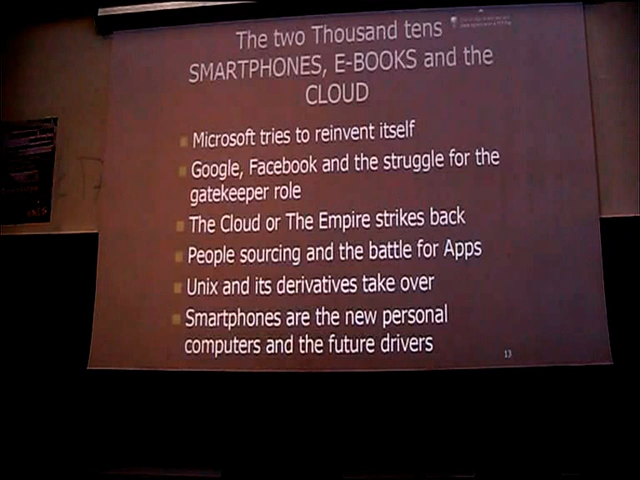 The two Thousand tens
SMARTPHONES, E-BOOKS and the
CLOUD
Microsoft tries to reinvent itself
Google, Facebook and the struggle for the
gatekeeper role
The Cloud or The Empire strikes back
People sourcing and the battle for Apps
Unix and its derivatives take over
Smartphones are the new personal
computers and the future drivers
13